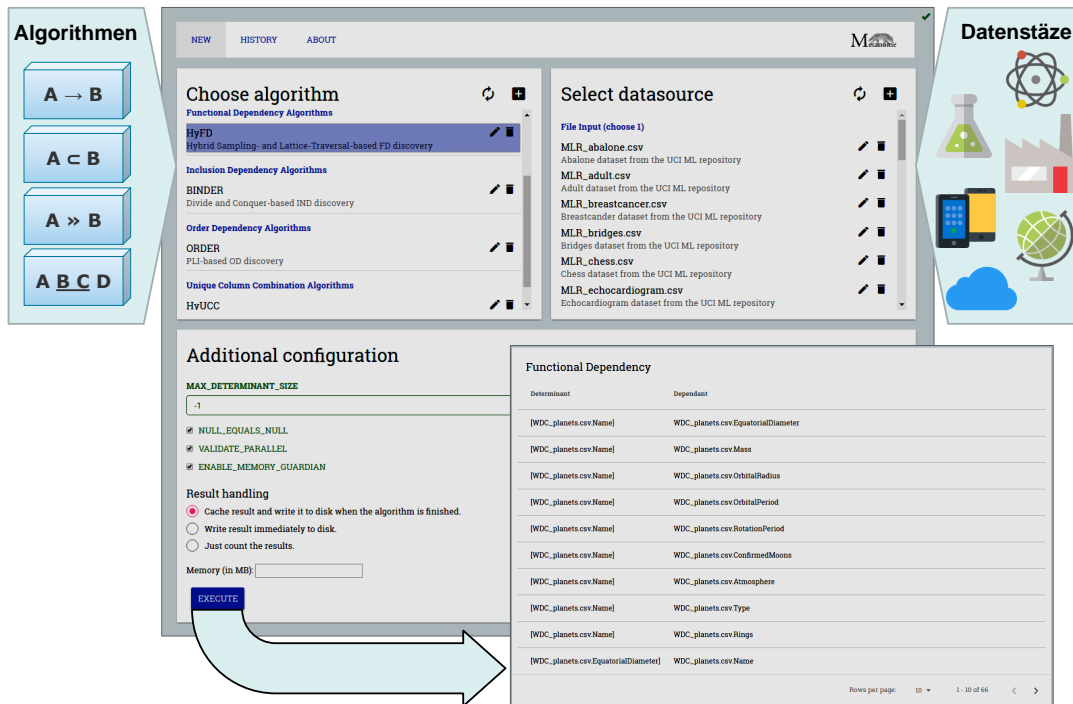 Algorithmen
A → B
A ⊂ B
A » B
A B C D
NEW HISTORY ABOUT
Metanome
Choose algorithm
Functional Dependency Algorithms
HyFD
Hybrid Sampling- and Lattice-Traversal-based FD discovery
Inclusion Dependency Algorithms
BINDER
Divide and Conquer-based IND discovery
Order Dependency Algorithms
ORDER
PLI-based OD discovery
Unique Column Combination Algorithms
HyUCC
Select datasource
File Input (choose 1)
MLR_abalone.csv
Abalone dataset from the UCI ML repository
MLR_adult.csv
Adult dataset from the UCI ML repository
MLR_breastcancer.csv
Breastcander dataset from the UCI ML repository
MLR_bridges.csv
Bridges dataset from the UCI ML repository
MLR_chess.csv
Chess dataset from the UCI ML repository
MLR_echocardiogram.csv
Echocardiogram dataset from the UCI ML repository
Datenstäze
Additional configuration
MAX_DETERMINANT_SIZE
-1
NULL_EQUALS_NULL
VALIDATE_PARALLEL
ENABLE_MEMORY_GUARDIAN
Result handling
Cache result and write it to disk when the algorithm is finished.
Write result immediately to disk.
Just count the results.
Memory (in MB):
EXECUTE
Functional Dependency
Determinant Dependant
[WDC_planets.csv.Name] WDC_planets.csv.EquatorialDiameter
[WDC_planets.csv.Name] WDC_planets.csv.Mass
[WDC_planets.csv.Name] WDC_planets.csv.OrbitalRadius
[WDC_planets.csv.Name] WDC_planets.csv.OrbitalPeriod
[WDC_planets.csv.Name] WDC_planets.csv.RotationPeriod
[WDC_planets.csv.Name] WDC_planets.csv.ConfirmedMoons
[WDC_planets.csv.Name] WDC_planets.csv.Atmosphere
[WDC_planets.csv.Name] WDC_planets.csv.Type
[WDC_planets.csv.Name] WDC_planets.csv.Rings
[WDC_planets.csv.EquatorialDiameter] WDC_planets.csv.Name
Rows per page: 10 1 - 10 of 66